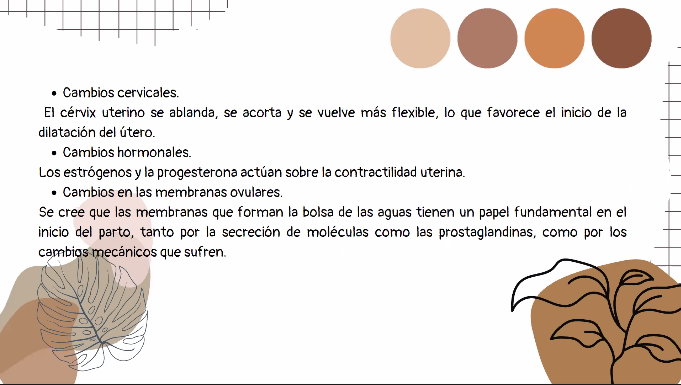 • Cambios cervicales.
El cérvix uterino se ablanda, se acorta y se vuelve más flexible, lo que favorece el inicio de la
dilatación del útero.
• Cambios hormonales.
Los estrógenos y la progesterona actúan sobre la contractilidad uterina.
• Cambios en las membranas ovulares.
Se cree que las membranas que forman la bolsa de las aguas tienen un papel fundamental en el
inicio del parto, tanto por la secreción de moléculas como las prostaglandinas, como por los
cambios mecánicos que sufren.